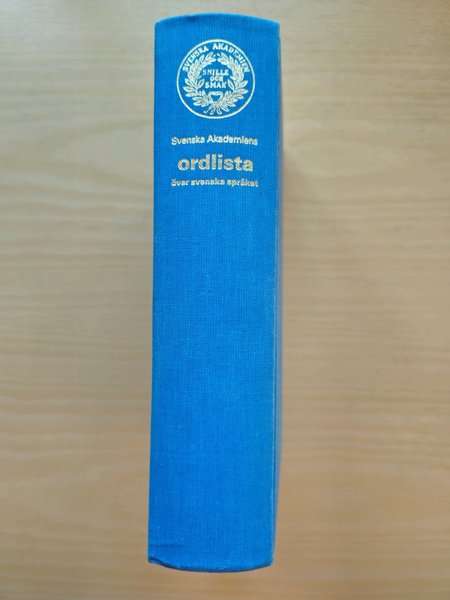 SVENSKA AKADEMIEN
SNILLE
OCH
SMAK
Svenska Akademiens
ordlista
över svenska språket